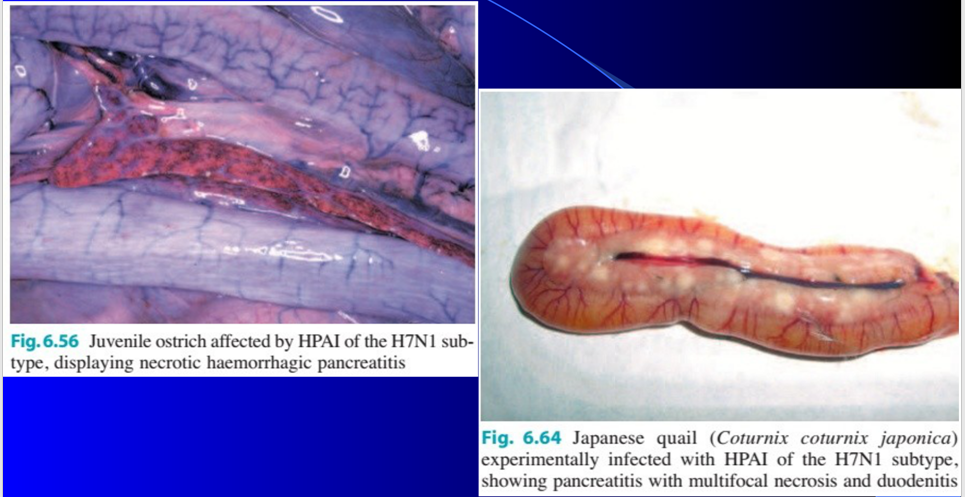 Fig.6.56 Juvenile ostrich affected by HPAI of the H7N1 sub-
type, displaying necrotic haemorrhagic pancreatitis
Fig. 6.64 Japanese quail (Coturnix coturnix japonica)
experimentally infected with HPAI of the H7N1 subtype,
showing pancreatitis with multifocal necrosis and duodenitis